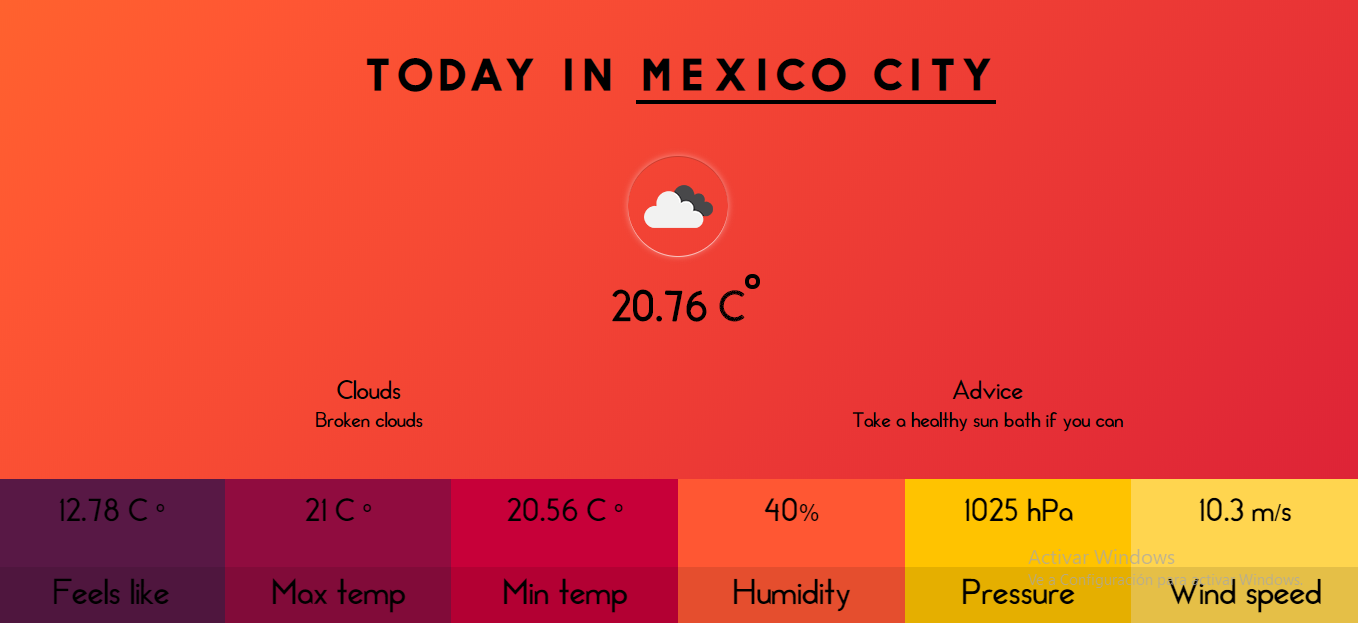 TODAY IN MEXICO CITY
20.76 C°
Clouds
Broken clouds
Advice
Take a healthy sun bath if you can
12.78 C °
21 C °
20.56 C °
40%
1025 hPa
10.3 m/s
Feels like
Max temp
Min temp
Humidity
Pressure
Wind speed
Activar Windows
Ve a Configuración para activar Windows.